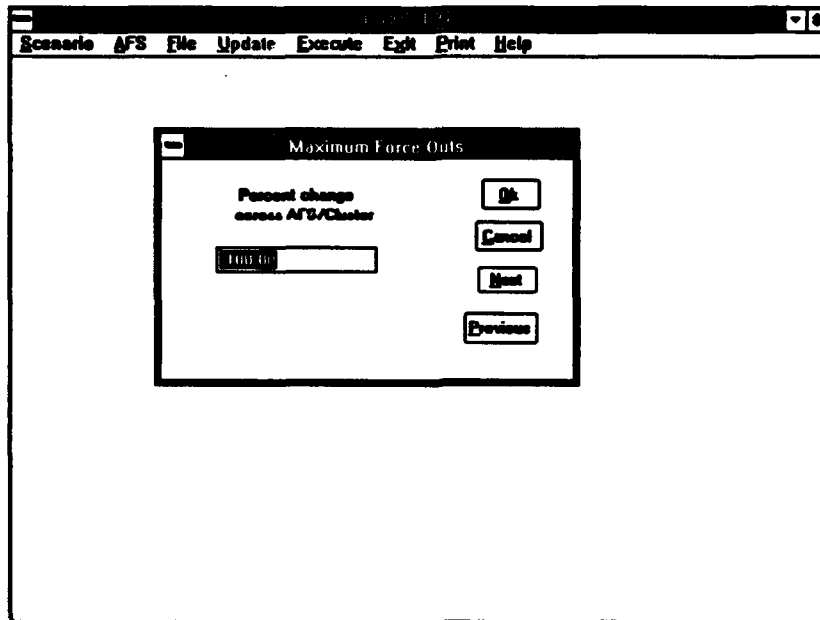 Scenario AFS File Update Execute Exit Print Help
Maximum Force Outs
Percent change
across AFS/Cluster
100.00
Ok
Cancel
Next
Previous